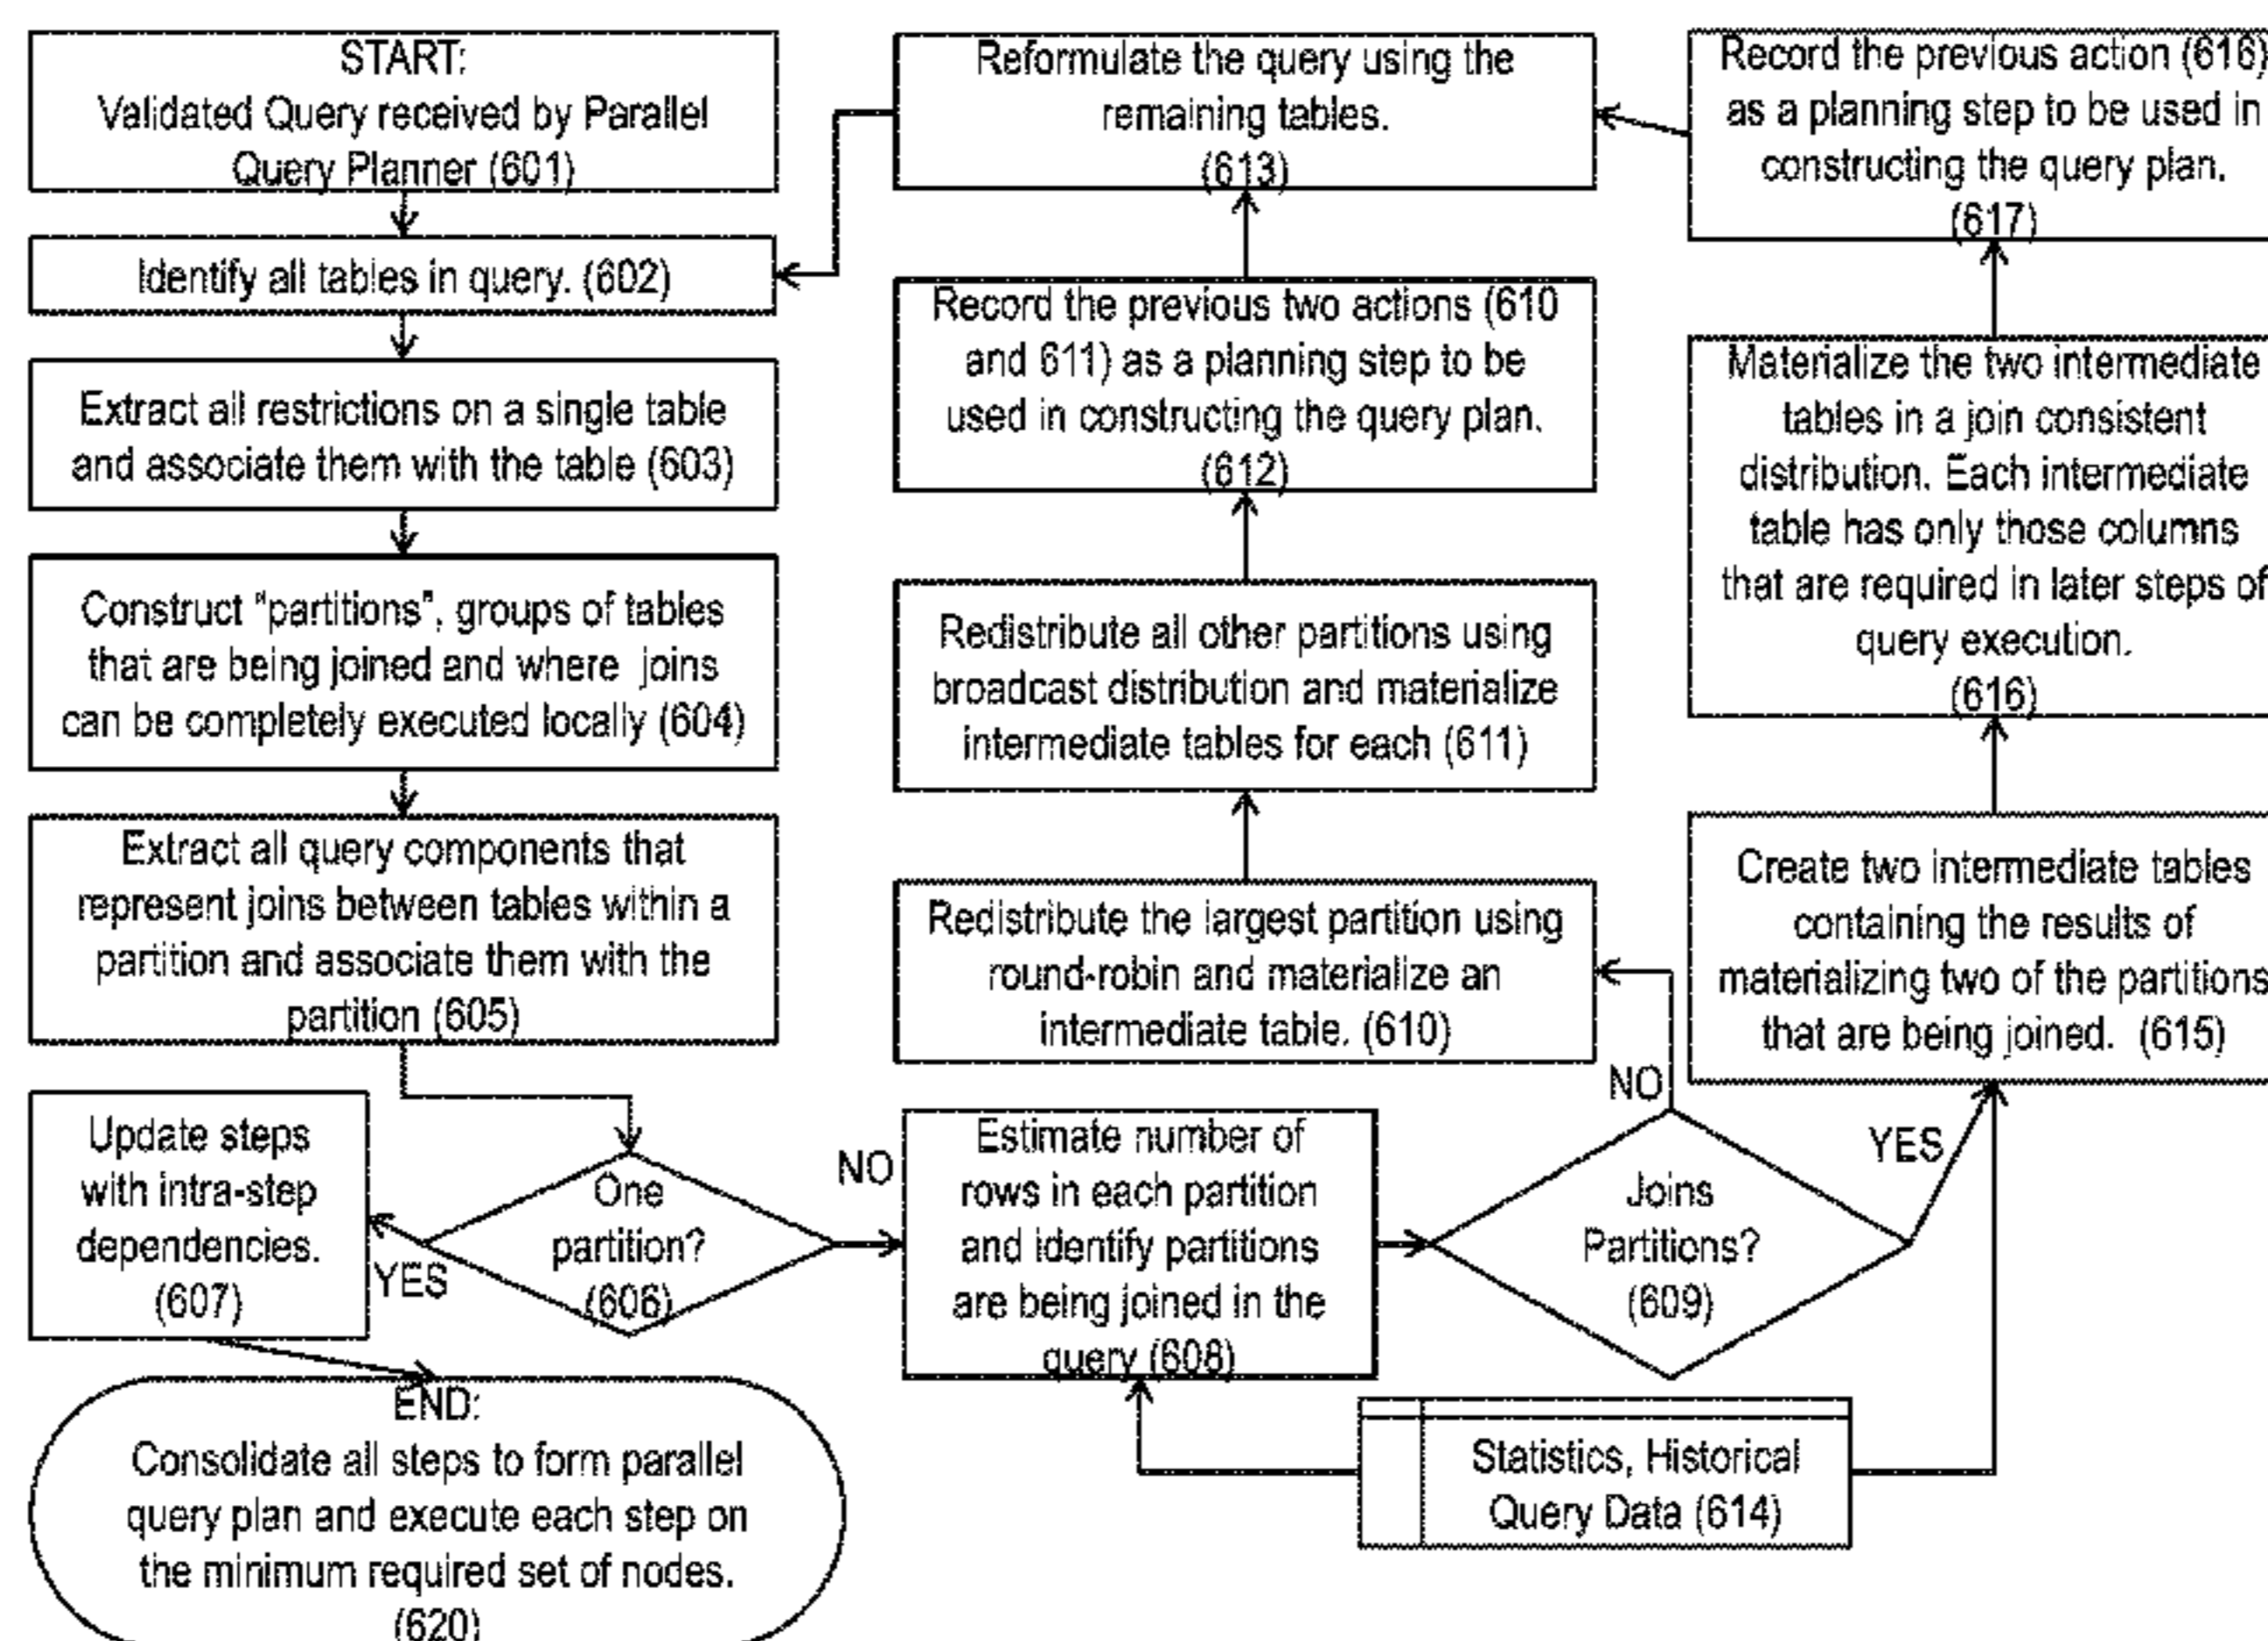 START:
Validated Query received by Parallel
Query Planner (601)
Identify all tables in query. (602)
Extract all restrictions on a single table
and associate them with the table (603)
Construct "partitions", groups of tables
that are being joined and where joins
can be completely executed locally (604)
Extract all query components that
represent joins between tables within a
partition and associate them with the
partition (605)
Update steps
with intra-step
dependencies.
(607)
YES
One
partition?
(606)
NO
END:
Consolidate all steps to form parallel
query plan and execute each step on
the minimum required set of nodes.
(620)
Reformulate the query using the
remaining tables.
(613)
Record the previous two actions (610
and 611) as a planning step to be
used in constructing the query plan.
(612)
Redistribute all other partitions using
broadcast distribution and materialize
intermediate tables for each (611)
Redistribute the largest partition using
round-robin and materialize an
intermediate table. (610)
Estimate number of
rows in each partition
and identify partitions
are being joined in the
query (608)
NO
Joins
Partitions?
(609)
YES
Statistics, Historical
Query Data (614)
Record the previous action (616)
as a planning step to be used in
constructing the query plan.
(617)
Materialize the two intermediate
tables in a join consistent
distribution. Each intermediate
table has only those columns
that are required in later steps of
query execution.
(616)
Create two intermediate tables
containing the results of
materializing two of the partitions
that are being joined. (615)